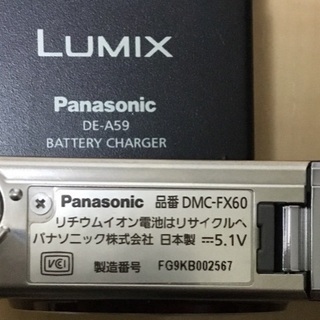 LUMIX
Panasonic
DE-A59
BATTERY CHARGER
Panasonic 品番 DMC-FX60
リチウムイオン電池はリサイクルへ
パナソニック株式会社 日本製 ⎓5.1V
VCI 製造番号 FG9KB002567